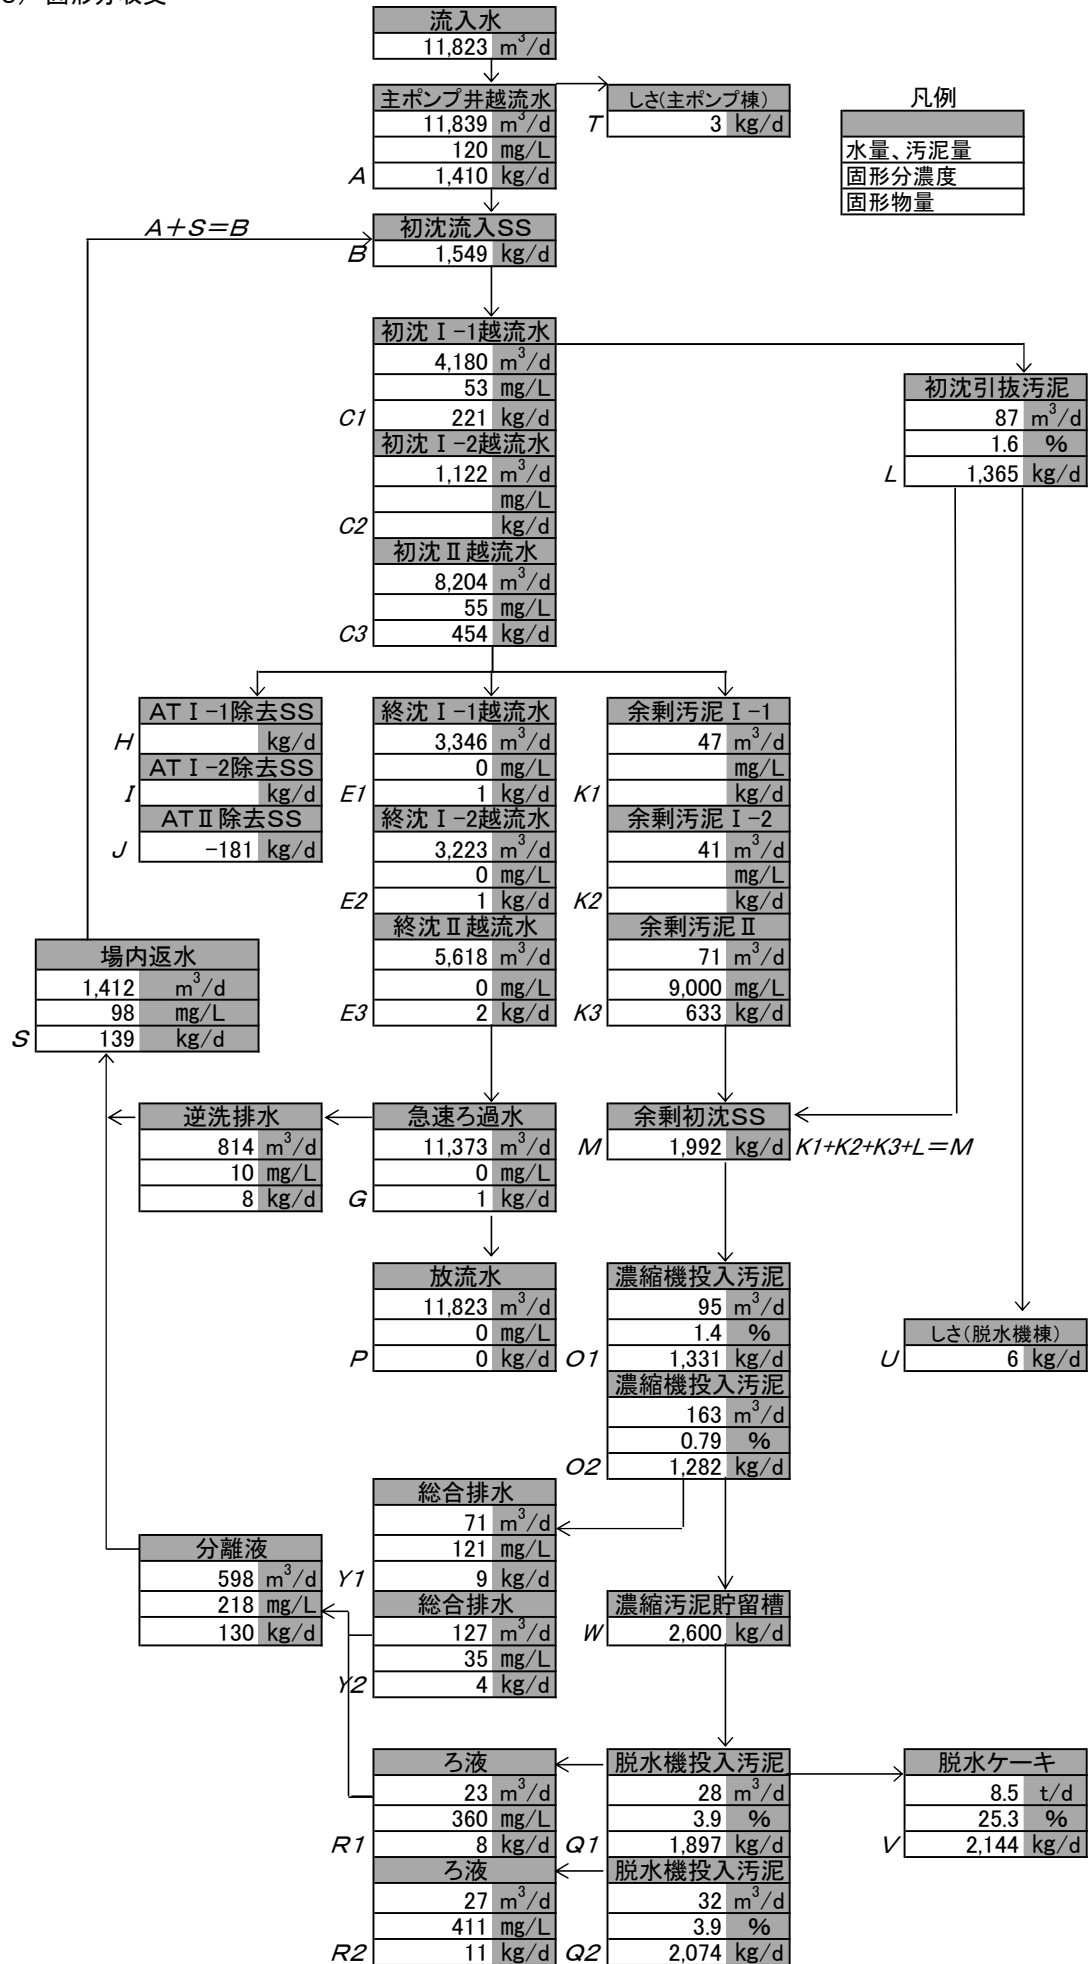 3) 固形分収支
流入水
11,823 m³/d
主ポンプ井越流水
11,839 m³/d
120 mg/L
A 1,410 kg/d
しさ(主ポンプ棟)
T 3 kg/d
凡例
水量、汚泥量
固形分濃度
固形物量
A+S=B
初沈流入SS
B 1,549 kg/d
初沈Ⅰ-1越流水
4,180 m³/d
53 mg/L
C1 221 kg/d
初沈Ⅰ-2越流水
1,122 m³/d
mg/L
C2 kg/d
初沈Ⅱ越流水
8,204 m³/d
55 mg/L
C3 454 kg/d
初沈引抜汚泥
87 m³/d
1.6 %
L 1,365 kg/d
ATⅠ-1除去SS
H kg/d
ATⅠ-2除去SS
I kg/d
ATⅡ除去SS
J -181 kg/d
終沈Ⅰ-1越流水
3,346 m³/d
0 mg/L
E1 1 kg/d
終沈Ⅰ-2越流水
3,223 m³/d
0 mg/L
E2 1 kg/d
終沈Ⅱ越流水
5,618 m³/d
0 mg/L
E3 2 kg/d
余剰汚泥Ⅰ-1
47 m³/d
mg/L
K1 kg/d
余剰汚泥Ⅰ-2
41 m³/d
mg/L
K2 kg/d
余剰汚泥Ⅱ
71 m³/d
9,000 mg/L
K3 633 kg/d
場内返水
1,412 m³/d
98 mg/L
S 139 kg/d
逆洗排水
814 m³/d
10 mg/L
8 kg/d
急速ろ過水
11,373 m³/d
0 mg/L
G 1 kg/d
余剰初沈SS
M 1,992 kg/d K1+K2+K3+L=M
放流水
11,823 m³/d
0 mg/L
P 0 kg/d
濃縮機投入汚泥
95 m³/d
1.4 %
O1 1,331 kg/d
濃縮機投入汚泥
163 m³/d
0.79 %
O2 1,282 kg/d
しさ(脱水機棟)
U 6 kg/d
総合排水
71 m³/d
121 mg/L
Y1 9 kg/d
総合排水
127 m³/d
35 mg/L
Y2 4 kg/d
分離液
598 m³/d
218 mg/L
130 kg/d
濃縮汚泥貯留槽
W 2,600 kg/d
ろ液
23 m³/d
360 mg/L
R1 8 kg/d
ろ液
27 m³/d
411 mg/L
R2 11 kg/d
脱水機投入汚泥
28 m³/d
3.9 %
Q1 1,897 kg/d
脱水機投入汚泥
32 m³/d
3.9 %
Q2 2,074 kg/d
脱水ケーキ
8.5 t/d
25.3 %
V 2,144 kg/d